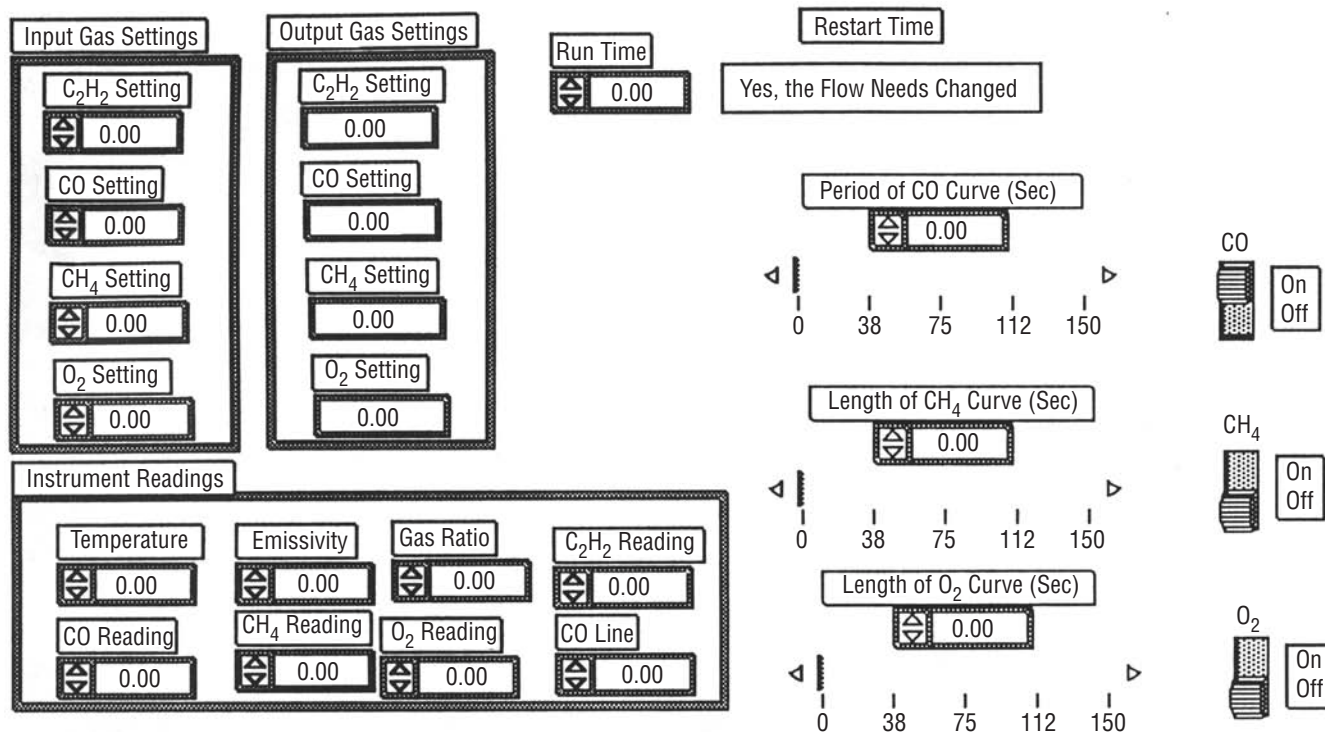 Input Gas Settings
C₂H₂ Setting
0.00
CO Setting
0.00
CH₄ Setting
0.00
O₂ Setting
0.00
Output Gas Settings
C₂H₂ Setting
0.00
CO Setting
0.00
CH₄ Setting
0.00
O₂ Setting
0.00
Run Time
0.00
Restart Time
Yes, the Flow Needs Changed
Period of CO Curve (Sec)
0.00
0 38 75 112 150
CO
On
Off
Length of CH₄ Curve (Sec)
0.00
0 38 75 112 150
CH₄
On
Off
Length of O₂ Curve (Sec)
0.00
0 38 75 112 150
O₂
On
Off
Instrument Readings
Temperature
0.00
Emissivity
0.00
Gas Ratio
0.00
C₂H₂ Reading
0.00
CO Reading
0.00
CH₄ Reading
0.00
O₂ Reading
0.00
CO Line
0.00